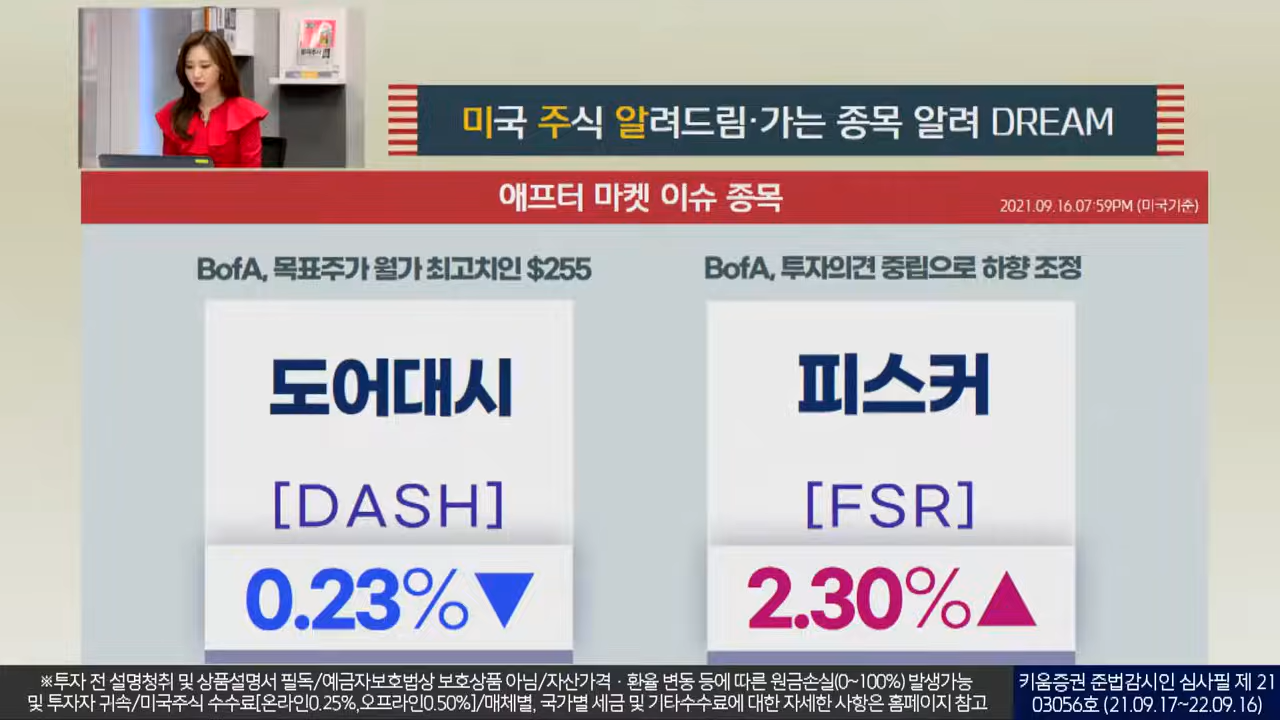 미국 주식 알려드림·가는 종목 알려 DREAM
애프터 마켓 이슈 종목
2021.09.16.07:59PM (미국기준)
BofA, 목표주가 월가 최고치인 $255
도어대시
[DASH]
0.23%▼
BofA, 투자의견 중립으로 하향 조정
피스커
[FSR]
2.30%▲
※투자 전 설명청취 및 상품설명서 필독/예금자보호법상 보호상품 아님/자산가격·환율 변동 등에 따른 원금손실(0~100%) 발생가능
및 투자자 귀속/미국주식 수수료[온라인0.25%,오프라인0.50%]/매체별, 국가별 세금 및 기타수수료에 대한 자세한 사항은 홈페이지 참고
키움증권 준법감시인 심사필 제 21
03056호 (21.09.17~22.09.16)